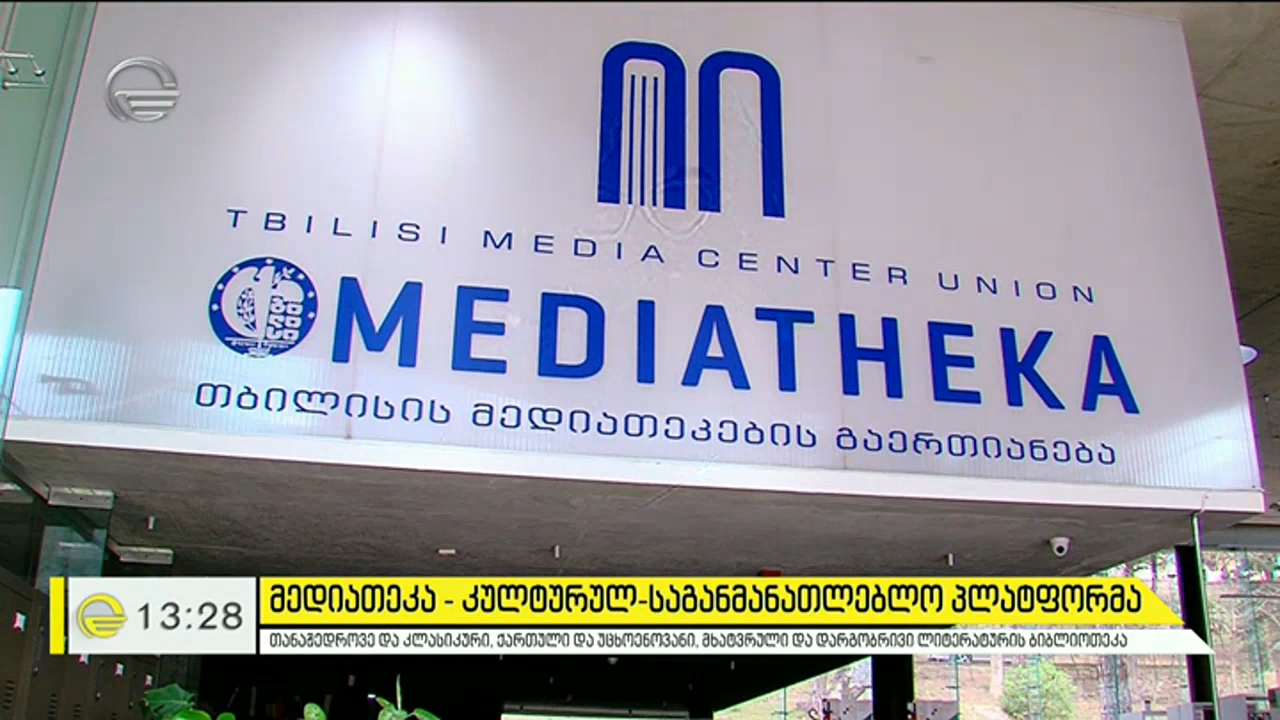 TBILISI MEDIA CENTER UNION
MEDIATHEKA
თბილისის მედიათეკების გაერთიანება
13:28
მედიათეკა - კულტურულ-საგანმანათლებლო პლატფორმა
თანამედროვე და კლასიკური, ქართული და უცხოენოვანი, მხატვრული და დარგობრივი ლიტერატურის ბიბლიოთეკა